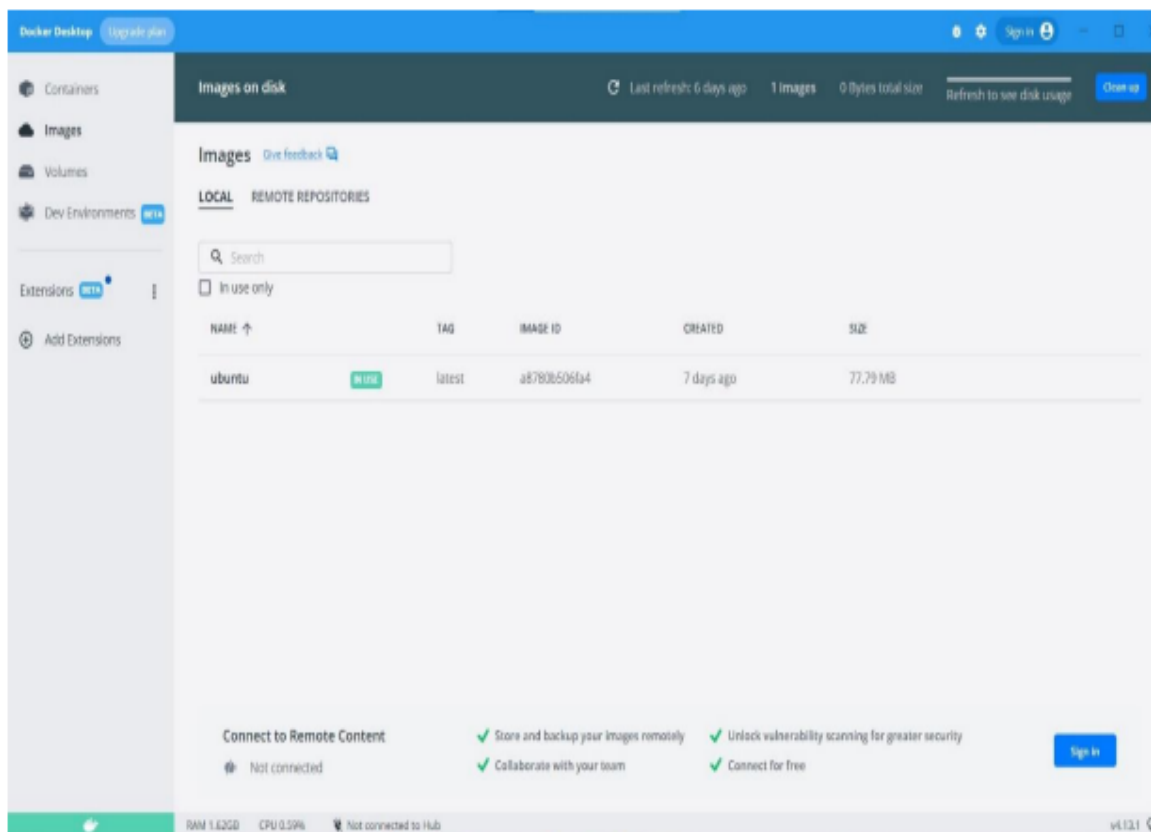 Docker Desktop Upgrade plan Sign in
Containers
Images
Volumes
Dev Environments BETA
Extensions BETA
Add Extensions
Images on disk Last refresh: 6 days ago 1 Images 0 Bytes total size Refresh to see disk usage Clean up
Images Give feedback
LOCAL REMOTE REPOSITORIES
Search
In use only
NAME TAG IMAGE ID CREATED SIZE
ubuntu IN USE latest a8780b506fa4 7 days ago 77.79 MB
Connect to Remote Content
Not connected
Store and backup your images remotely
Collaborate with your team
Unlock vulnerability scanning for greater security
Connect for free
Sign in
RAM 1.62GB CPU 0.59% Not connected to Hub v4.13.1